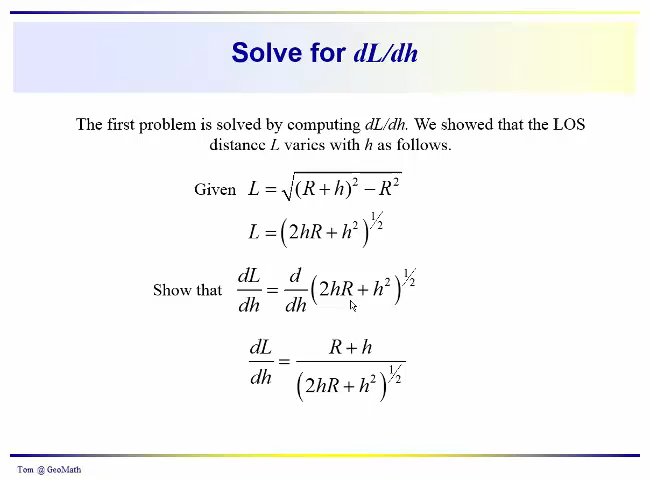 Solve for dL/dh
The first problem is solved by computing dL/dh. We showed that the LOS
distance L varies with h as follows.
Given L = √((R + h)² − R²)
L = (2hR + h²)^½
Show that dL/dh = d/dh (2hR + h²)^½
dL/dh = (R + h)/(2hR + h²)^½
Tom @ GeoMath